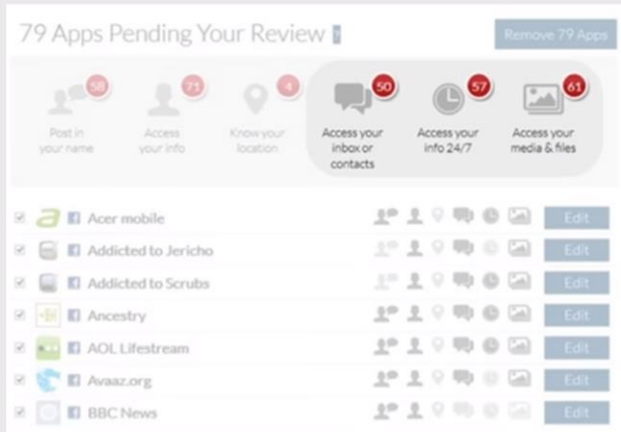 79 Apps Pending Your Review ?
Remove 79 Apps
58
71
4
50
57
61
Post in
your name
Access
your info
Know your
location
Access your
inbox or
contacts
Access your
info 24/7
Access your
media & files
Acer mobile Edit
Addicted to Jericho Edit
Addicted to Scrubs Edit
Ancestry Edit
AOL Lifestream Edit
Avaaz.org Edit
BBC News Edit